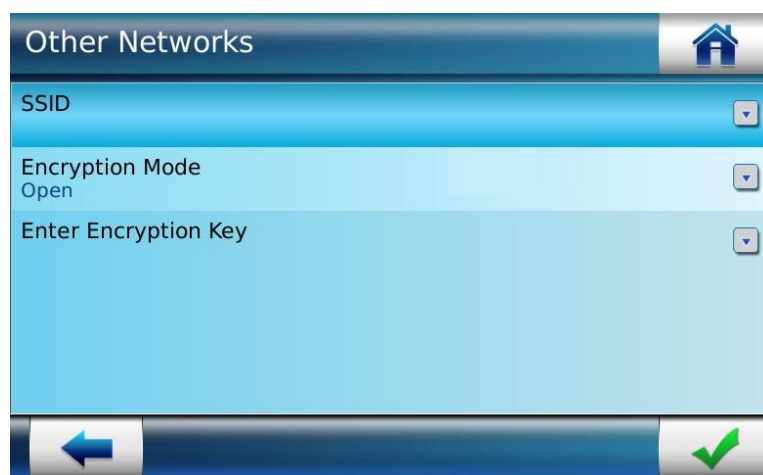 Other Networks
SSID
Encryption Mode
Open
Enter Encryption Key